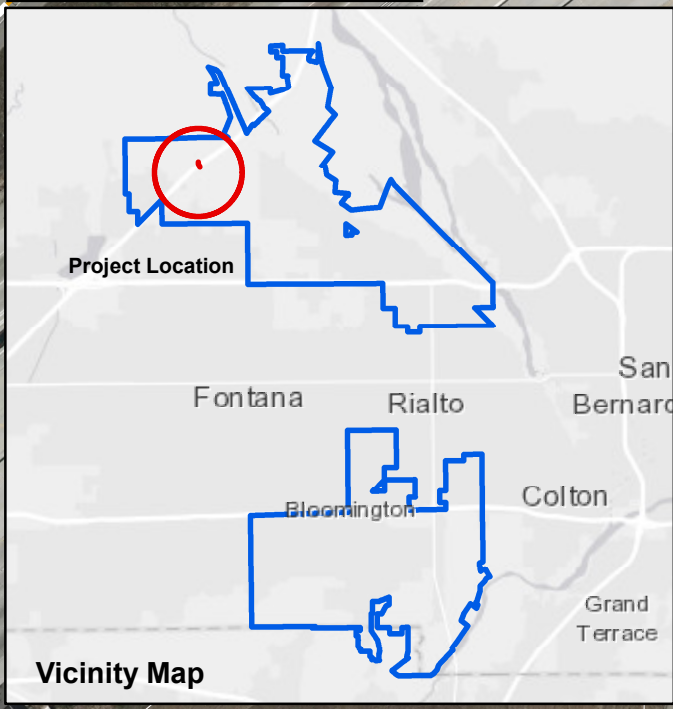 Project Location
San
Fontana
Rialto
Bernard
Bloomington
Colton
Grand
Terrace
Vicinity Map